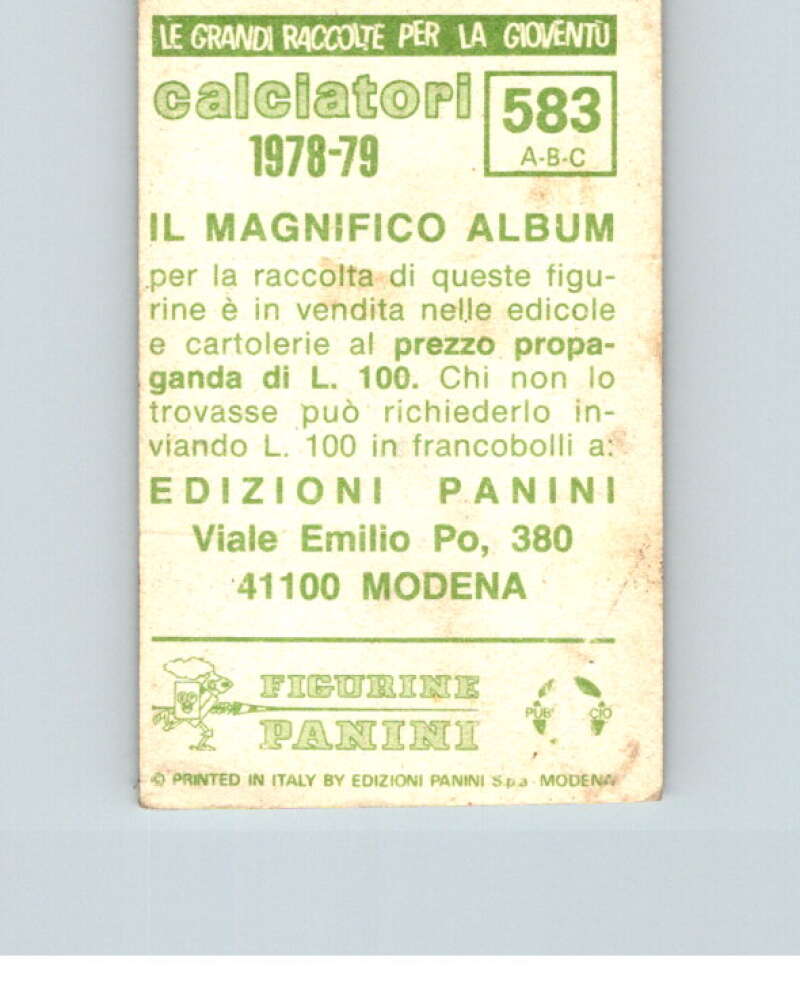 LE GRANDI RACCOLTE PER LA GIOVENTÙ
calciatori
1978-79
583
A-B-C
IL MAGNIFICO ALBUM
per la raccolta di queste figu-
rine è in vendita nelle edicole
e cartolerie al prezzo propa-
ganda di L. 100. Chi non lo
trovasse può richiederlo in-
viando L. 100 in francobolli a:
EDIZIONI PANINI
Viale Emilio Po, 380
41100 MODENA
FIGURINE
PANINI
© PRINTED IN ITALY BY EDIZIONI PANINI S.p.a. MODENA